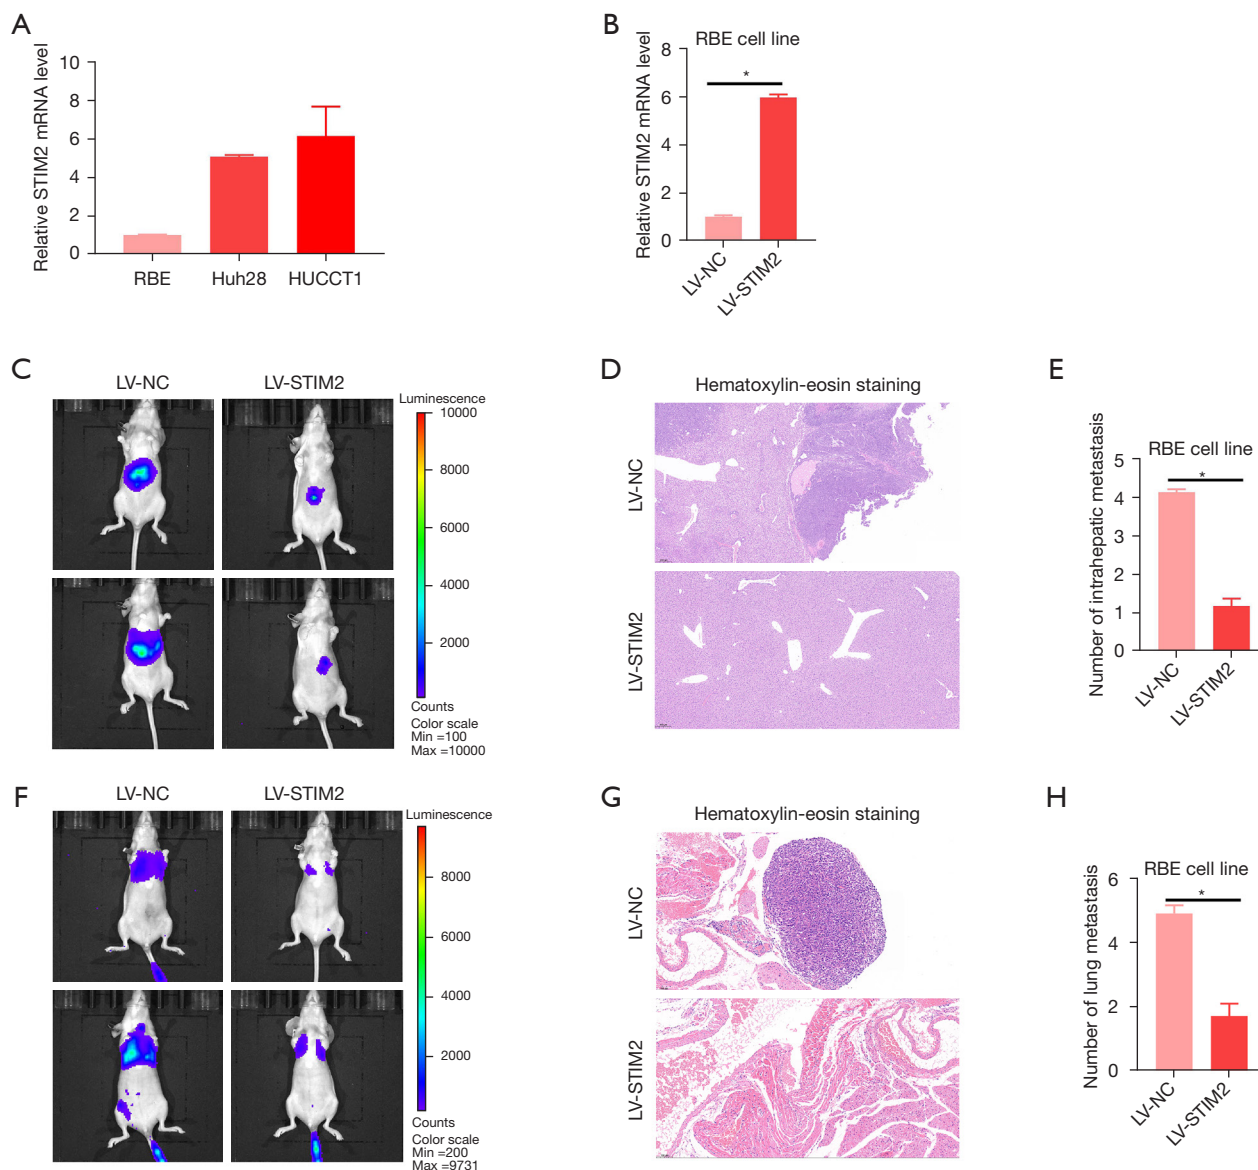 A
Relative STIM2 mRNA level
10
8
6
4
2
0
RBE
Huh28
HUCCT1
B
RBE cell line
Relative STIM2 mRNA level
8
6
4
2
0
*
LV-NC
LV-STIM2
C
LV-NC
LV-STIM2
Luminescence
10000
8000
6000
4000
2000
Counts
Color scale
Min =100
Max =10000
D
Hematoxylin-eosin staining
LV-NC
LV-STIM2
E
RBE cell line
Number of intrahepatic metastasis
5
4
3
2
1
0
*
LV-NC
LV-STIM2
F
LV-NC
LV-STIM2
Luminescence
8000
6000
4000
2000
Counts
Color scale
Min =200
Max =9731
G
Hematoxylin-eosin staining
LV-NC
LV-STIM2
H
RBE cell line
Number of lung metastasis
6
4
2
0
*
LV-NC
LV-STIM2